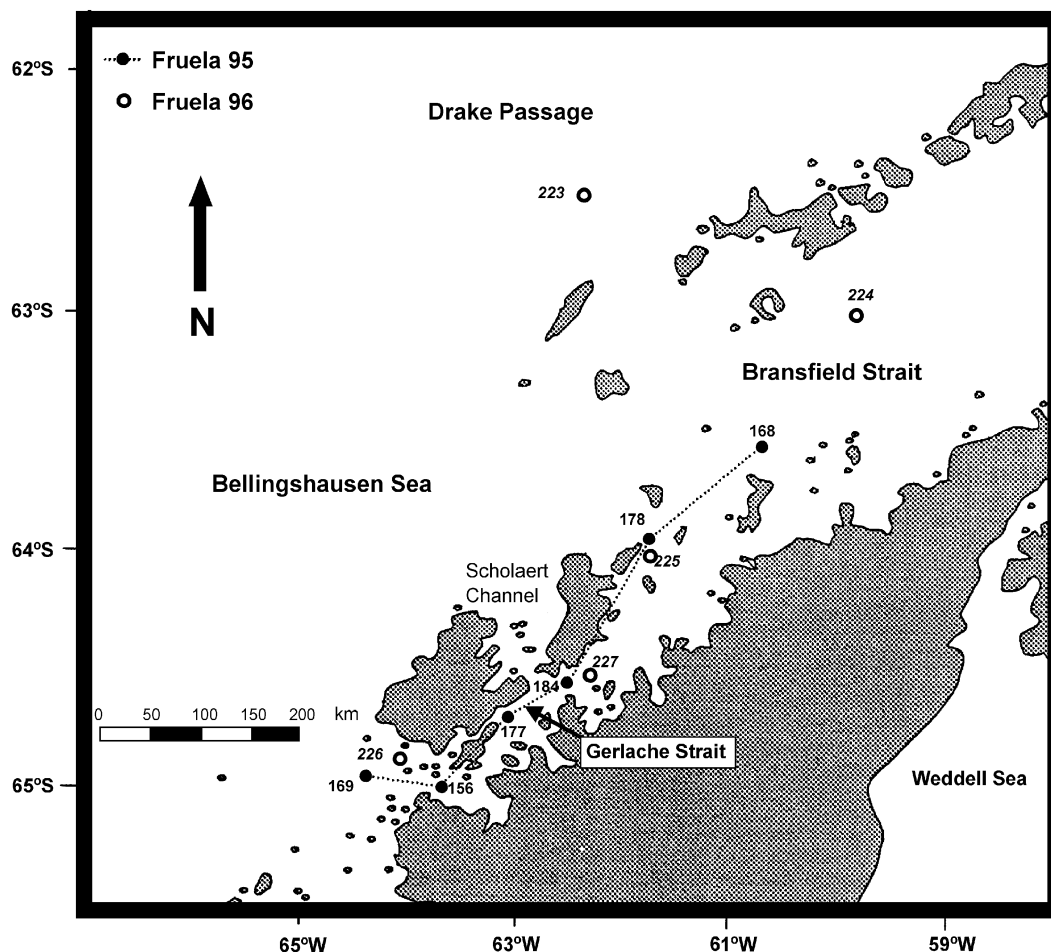 62ºS
Fruela 95
Fruela 96
Drake Passage
223
N
63ºS
224
Bransfield Strait
168
Bellingshausen Sea
178
64ºS
225
Scholaert
Channel
227
184
0 50 100 150 200 km
177
Gerlache Strait
226
169
156
65ºS
Weddell Sea
65ºW 63ºW 61ºW 59ºW